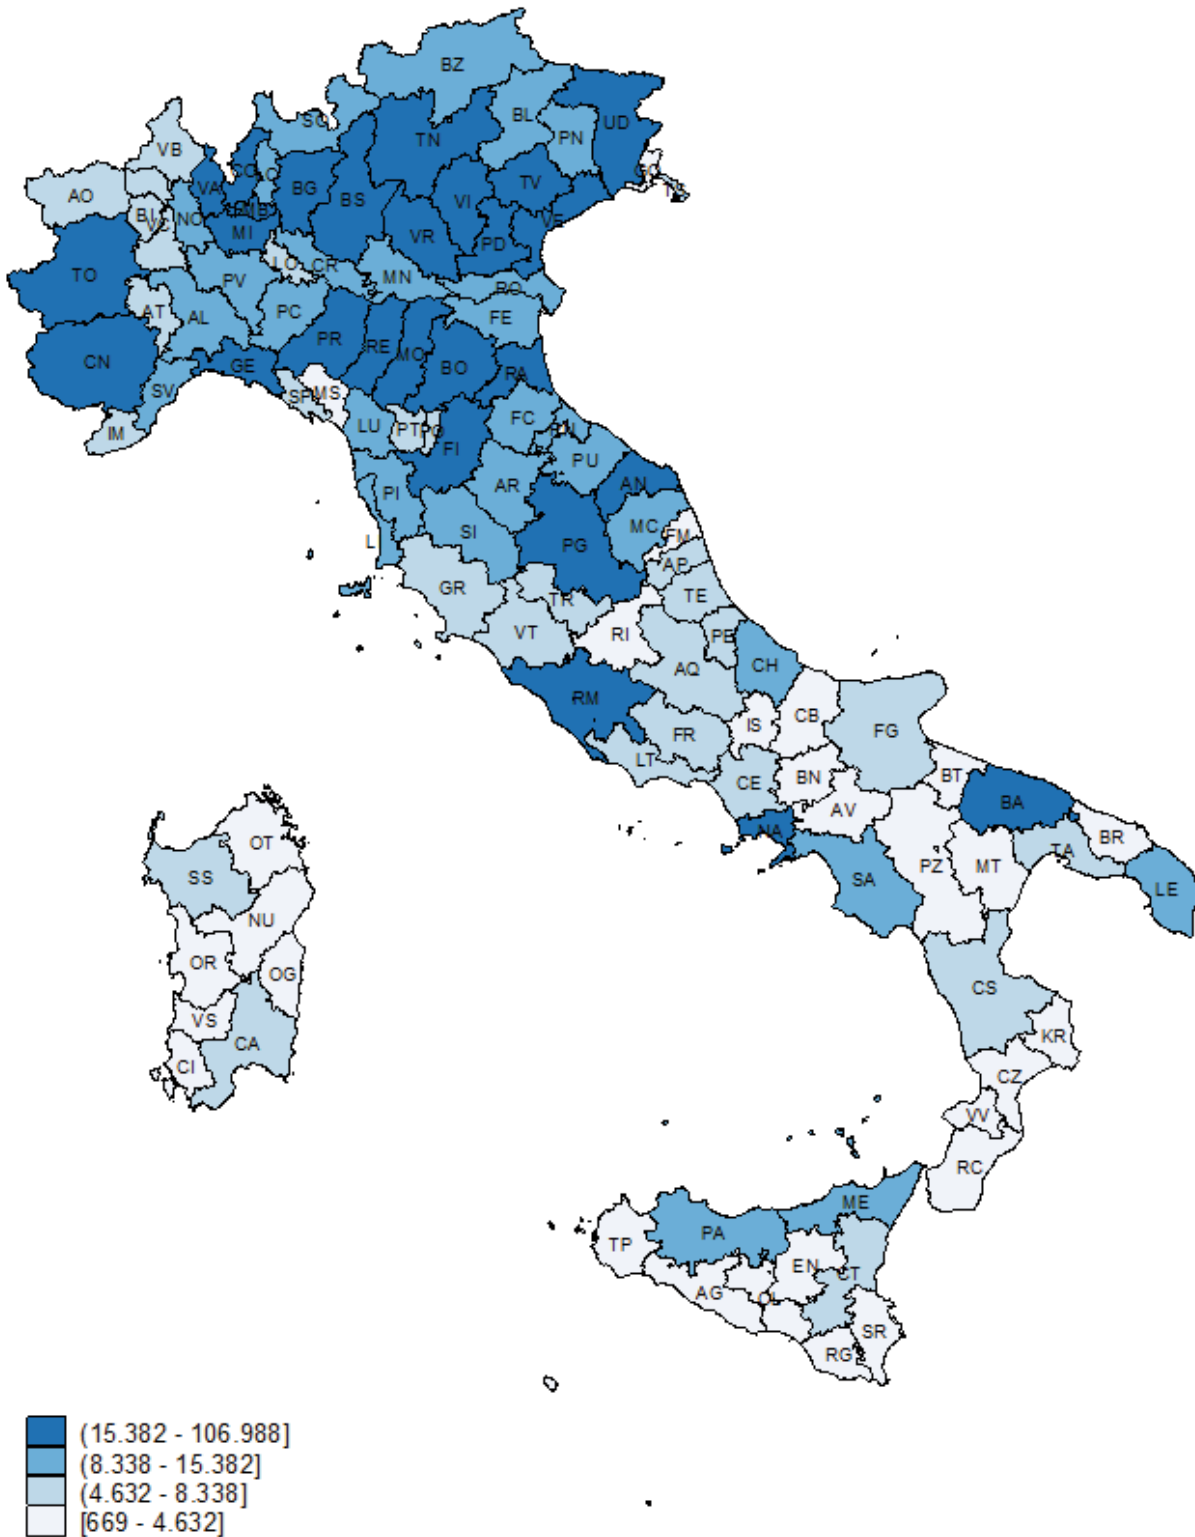 BZ
SO
BL
PN
UD
TN
VB
AO
VA
CO
BG
BS
VI
TV
VE
GO
TS
BI
VC
NO
MB
MI
VR
PD
TO
PV
LO
CR
MN
RO
AT
AL
PC
FE
CN
GE
PR
RE
MO
BO
RA
SV
SP
MS
IM
LU
PT
PO
FI
FC
RN
PU
PI
AR
AN
L
SI
PG
MC
FM
AP
GR
TR
TE
VT
RI
PE
AQ
CH
RM
FR
IS
CB
FG
LT
CE
BN
BT
AV
BA
NA
BR
OT
SS
SA
PZ
MT
TA
LE
NU
OR
OG
CS
VS
CA
CI
KR
CZ
VV
RC
ME
TP
PA
EN
CT
AG
SR
RG
(15.382 - 106.988]
(8.338 - 15.382]
(4.632 - 8.338]
[669 - 4.632]